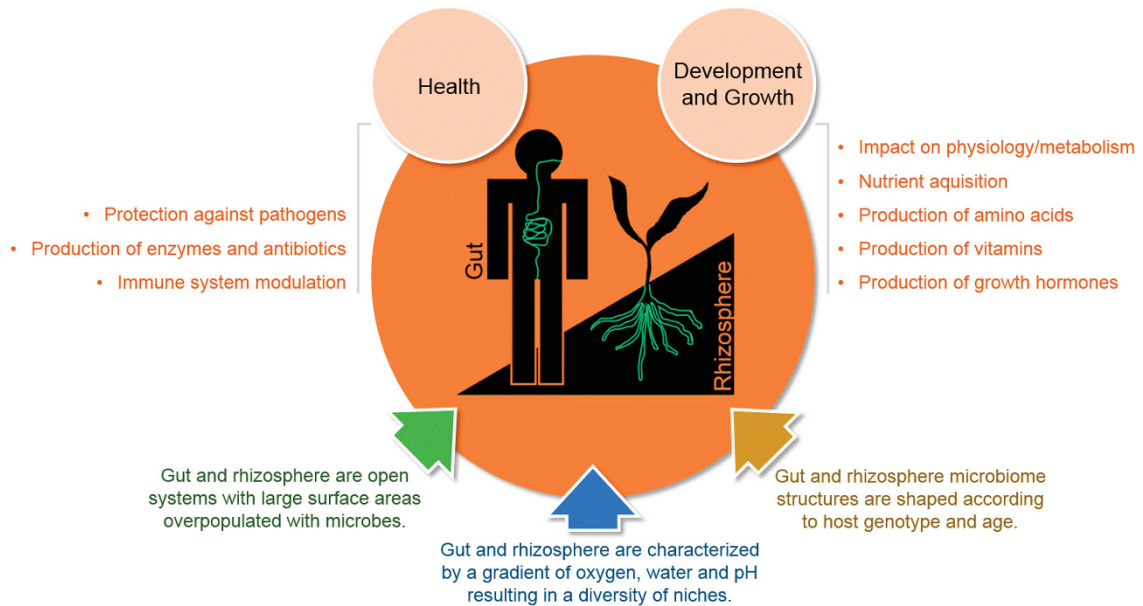 Health
Development
and Growth
• Protection against pathogens
• Production of enzymes and antibiotics
• Immune system modulation
Gut
Rhizosphere
• Impact on physiology/metabolism
• Nutrient aquisition
• Production of amino acids
• Production of vitamins
• Production of growth hormones
Gut and rhizosphere are open
systems with large surface areas
overpopulated with microbes.
Gut and rhizosphere are characterized
by a gradient of oxygen, water and pH
resulting in a diversity of niches.
Gut and rhizosphere microbiome
structures are shaped according
to host genotype and age.